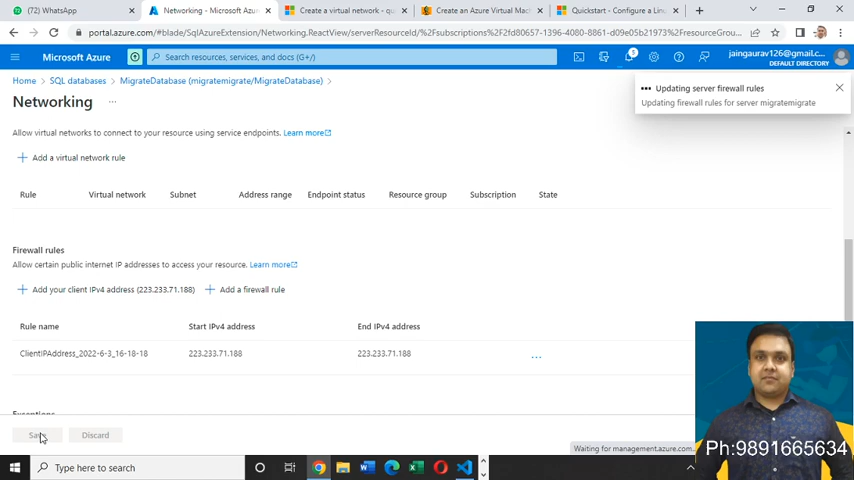 (72) WhatsApp
Networking - Microsoft Azu
Create a virtual network - qu
Create an Azure Virtual Mac
Quickstart - Configure a Lin
portal.azure.com/#blade/SqlAzureExtension/Networking.ReactView/serverResourceId/%2Fsubscriptions%2F2fd80657-1396-4080-8861-d09e05b21973%2FresourceGrou...
Microsoft Azure
Search resources, services, and docs (G+/)
5
jaingaurav126@gmail.c...
DEFAULT DIRECTORY
Home > SQL databases > MigrateDatabase (migratemigrate/MigrateDatabase) >
Networking ...
Updating server firewall rules
Updating firewall rules for server migratemigrate
Allow virtual networks to connect to your resource using service endpoints. Learn more
+ Add a virtual network rule
Rule Virtual network Subnet Address range Endpoint status Resource group Subscription State
Firewall rules
Allow certain public internet IP addresses to access your resource. Learn more
+ Add your client IPv4 address (223.233.71.188) + Add a firewall rule
Rule name Start IPv4 address End IPv4 address
ClientIPAddress_2022-6-3_16-18-18 223.233.71.188 223.233.71.188 ...
Exceptions
Save Discard
Waiting for management.azure.com...
Ph:9891665634
Type here to search